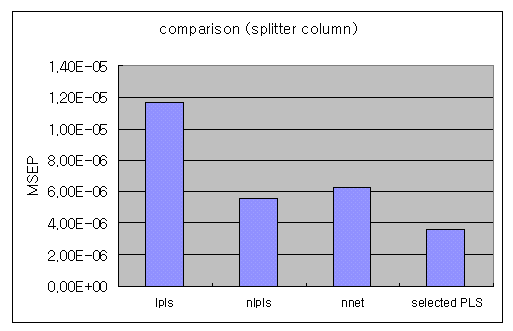 comparison (splitter column)
1.40E-05
1.20E-05
1.00E-05
8.00E-06
6.00E-06
4.00E-06
2.00E-06
0.00E+00
MSEP
lpls
nlpls
nnet
selected PLS